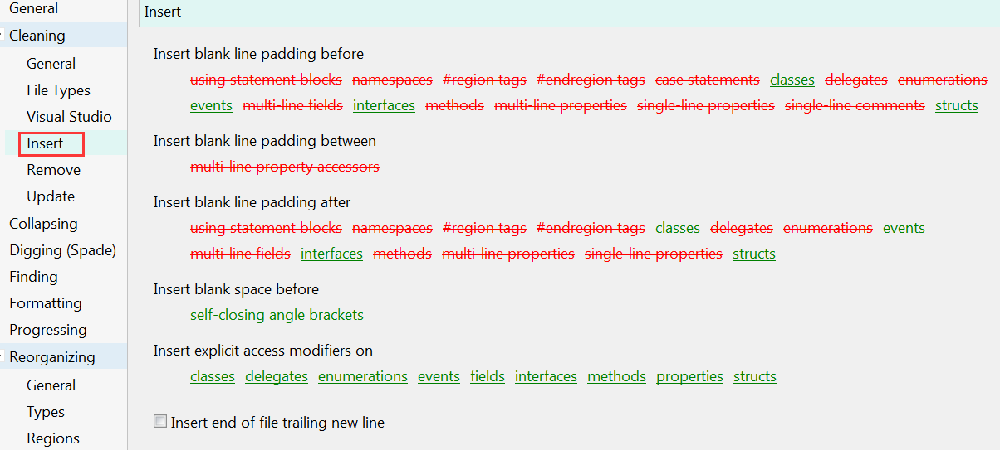 General
Cleaning
General
File Types
Visual Studio
Insert
Remove
Update
Collapsing
Digging (Spade)
Finding
Formatting
Progressing
Reorganizing
General
Types
Regions
Insert
Insert blank line padding before
using statement blocks namespaces #region tags #endregion tags case statements classes delegates enumerations
events multi-line fields interfaces methods multi-line properties single-line properties single-line comments structs
Insert blank line padding between
multi-line property accessors
Insert blank line padding after
using statement blocks namespaces #region tags #endregion tags classes delegates enumerations events
multi-line fields interfaces methods multi-line properties single-line properties structs
Insert blank space before
self-closing angle brackets
Insert explicit access modifiers on
classes delegates enumerations events fields interfaces methods properties structs
Insert end of file trailing new line